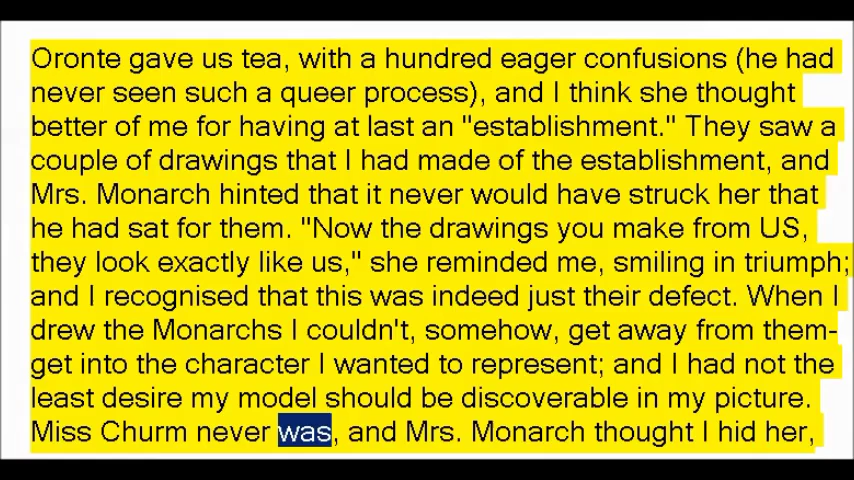 Oronte gave us tea, with a hundred eager confusions (he had
never seen such a queer process), and I think she thought
better of me for having at last an "establishment." They saw a
couple of drawings that I had made of the establishment, and
Mrs. Monarch hinted that it never would have struck her that
he had sat for them. "Now the drawings you make from US,
they look exactly like us," she reminded me, smiling in triumph;
and I recognised that this was indeed just their defect. When I
drew the Monarchs I couldn't, somehow, get away from them-
get into the character I wanted to represent; and I had not the
least desire my model should be discoverable in my picture.
Miss Churm never was, and Mrs. Monarch thought I hid her,